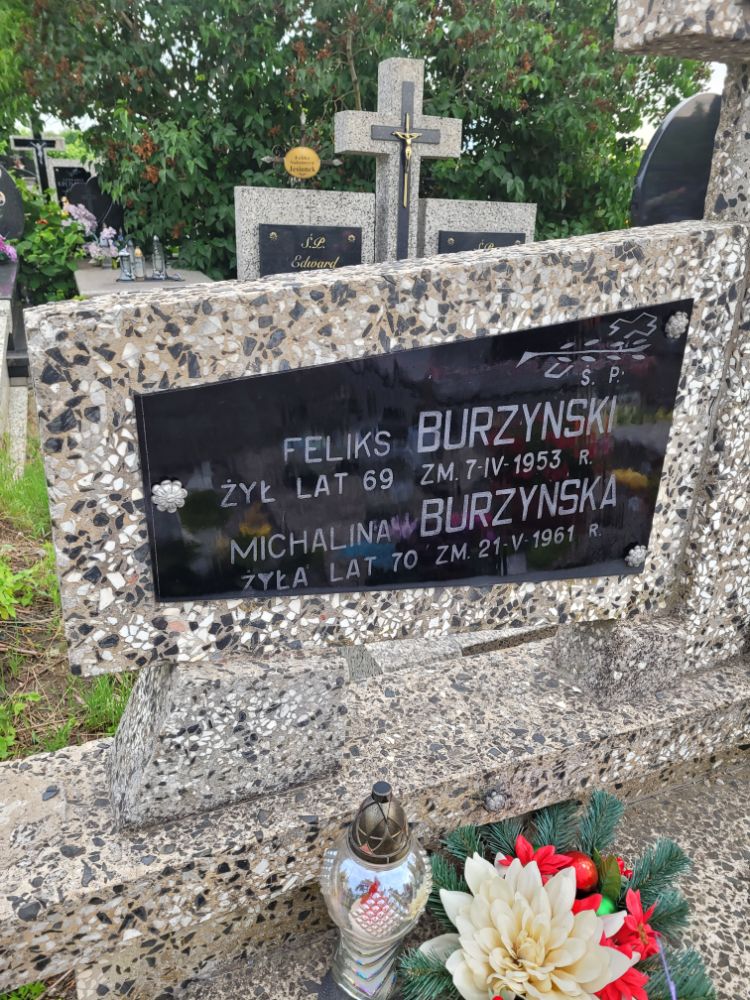 Ś.P.
Edward
Ś.P.
Ś. P.
FELIKS BURZYNSKI
ŻYŁ LAT 69 ZM. 7-IV-1953 R.
MICHALINA BURZYNSKA
ŻYŁA LAT 70 ZM. 21-V-1961 R.